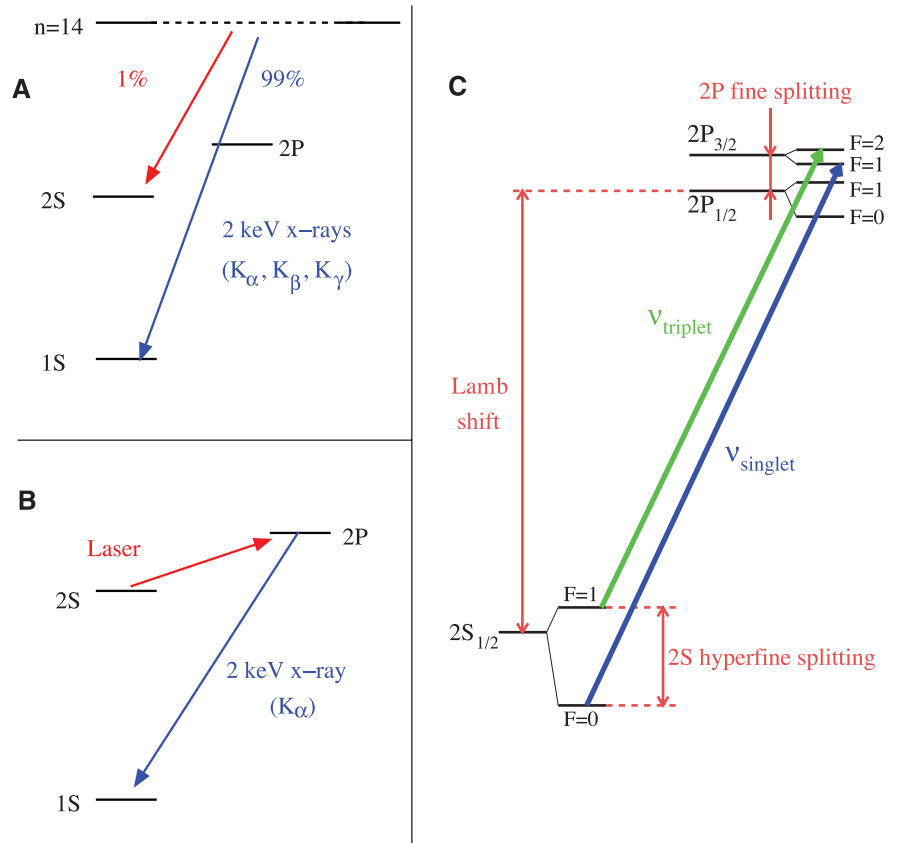 A
n=14
1%
99%
2P
2S
2 keV x−rays
(Kα, Kβ, Kγ)
1S
B
Laser
2P
2S
2 keV x−ray
(Kα)
1S
C
2P fine splitting
2P3/2
F=2
F=1
2P1/2
F=1
F=0
νtriplet
Lamb
shift
νsinglet
F=1
2S1/2
2S hyperfine splitting
F=0